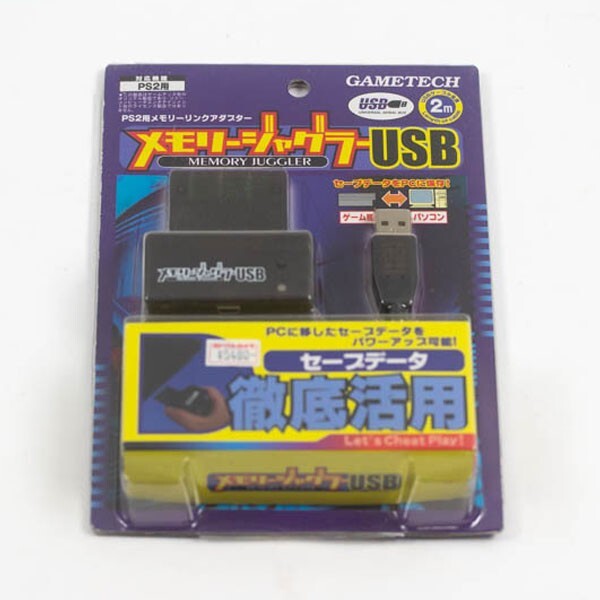 対応機種
PS2用
GAMETECH
USB
UNIVERSAL SERIAL BUS
2m
PS2用メモリーリンクアダプター
メモリージャグラーUSB
MEMORY JUGGLER
セーブデータをPCに保存!
パソコン
メモリージャグラーUSB
PCに移したセーブデータを
パワーアップ可能!
セーブデータ
徹底活用
Let's Cheat Play!
メモリージャグラーUSB